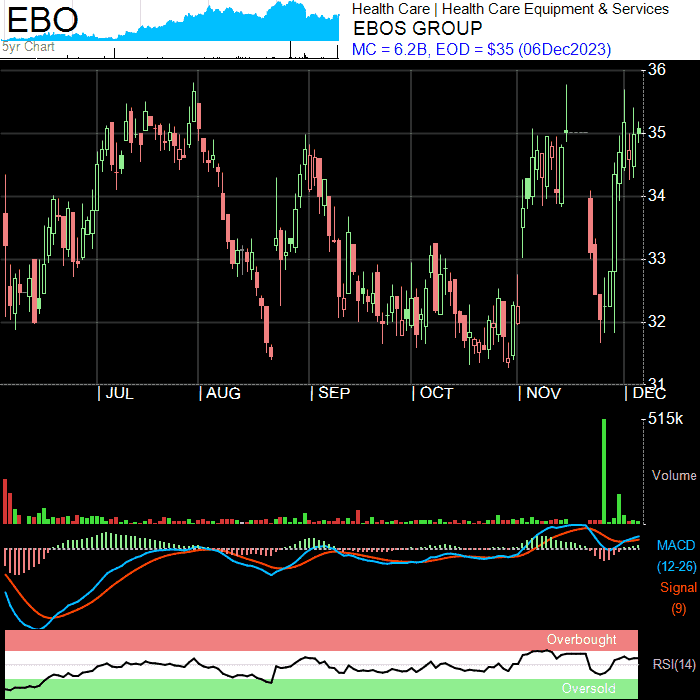 EBO
5yr Chart
Health Care | Health Care Equipment & Services
EBOS GROUP
MC = 6.2B, EOD = $35 (06Dec2023)
36
35
34
33
32
31
| JUL | AUG | SEP | OCT | NOV | DEC
515k
Volume
MACD
(12-26)
Signal
(9)
Overbought
RSI(14)
Oversold